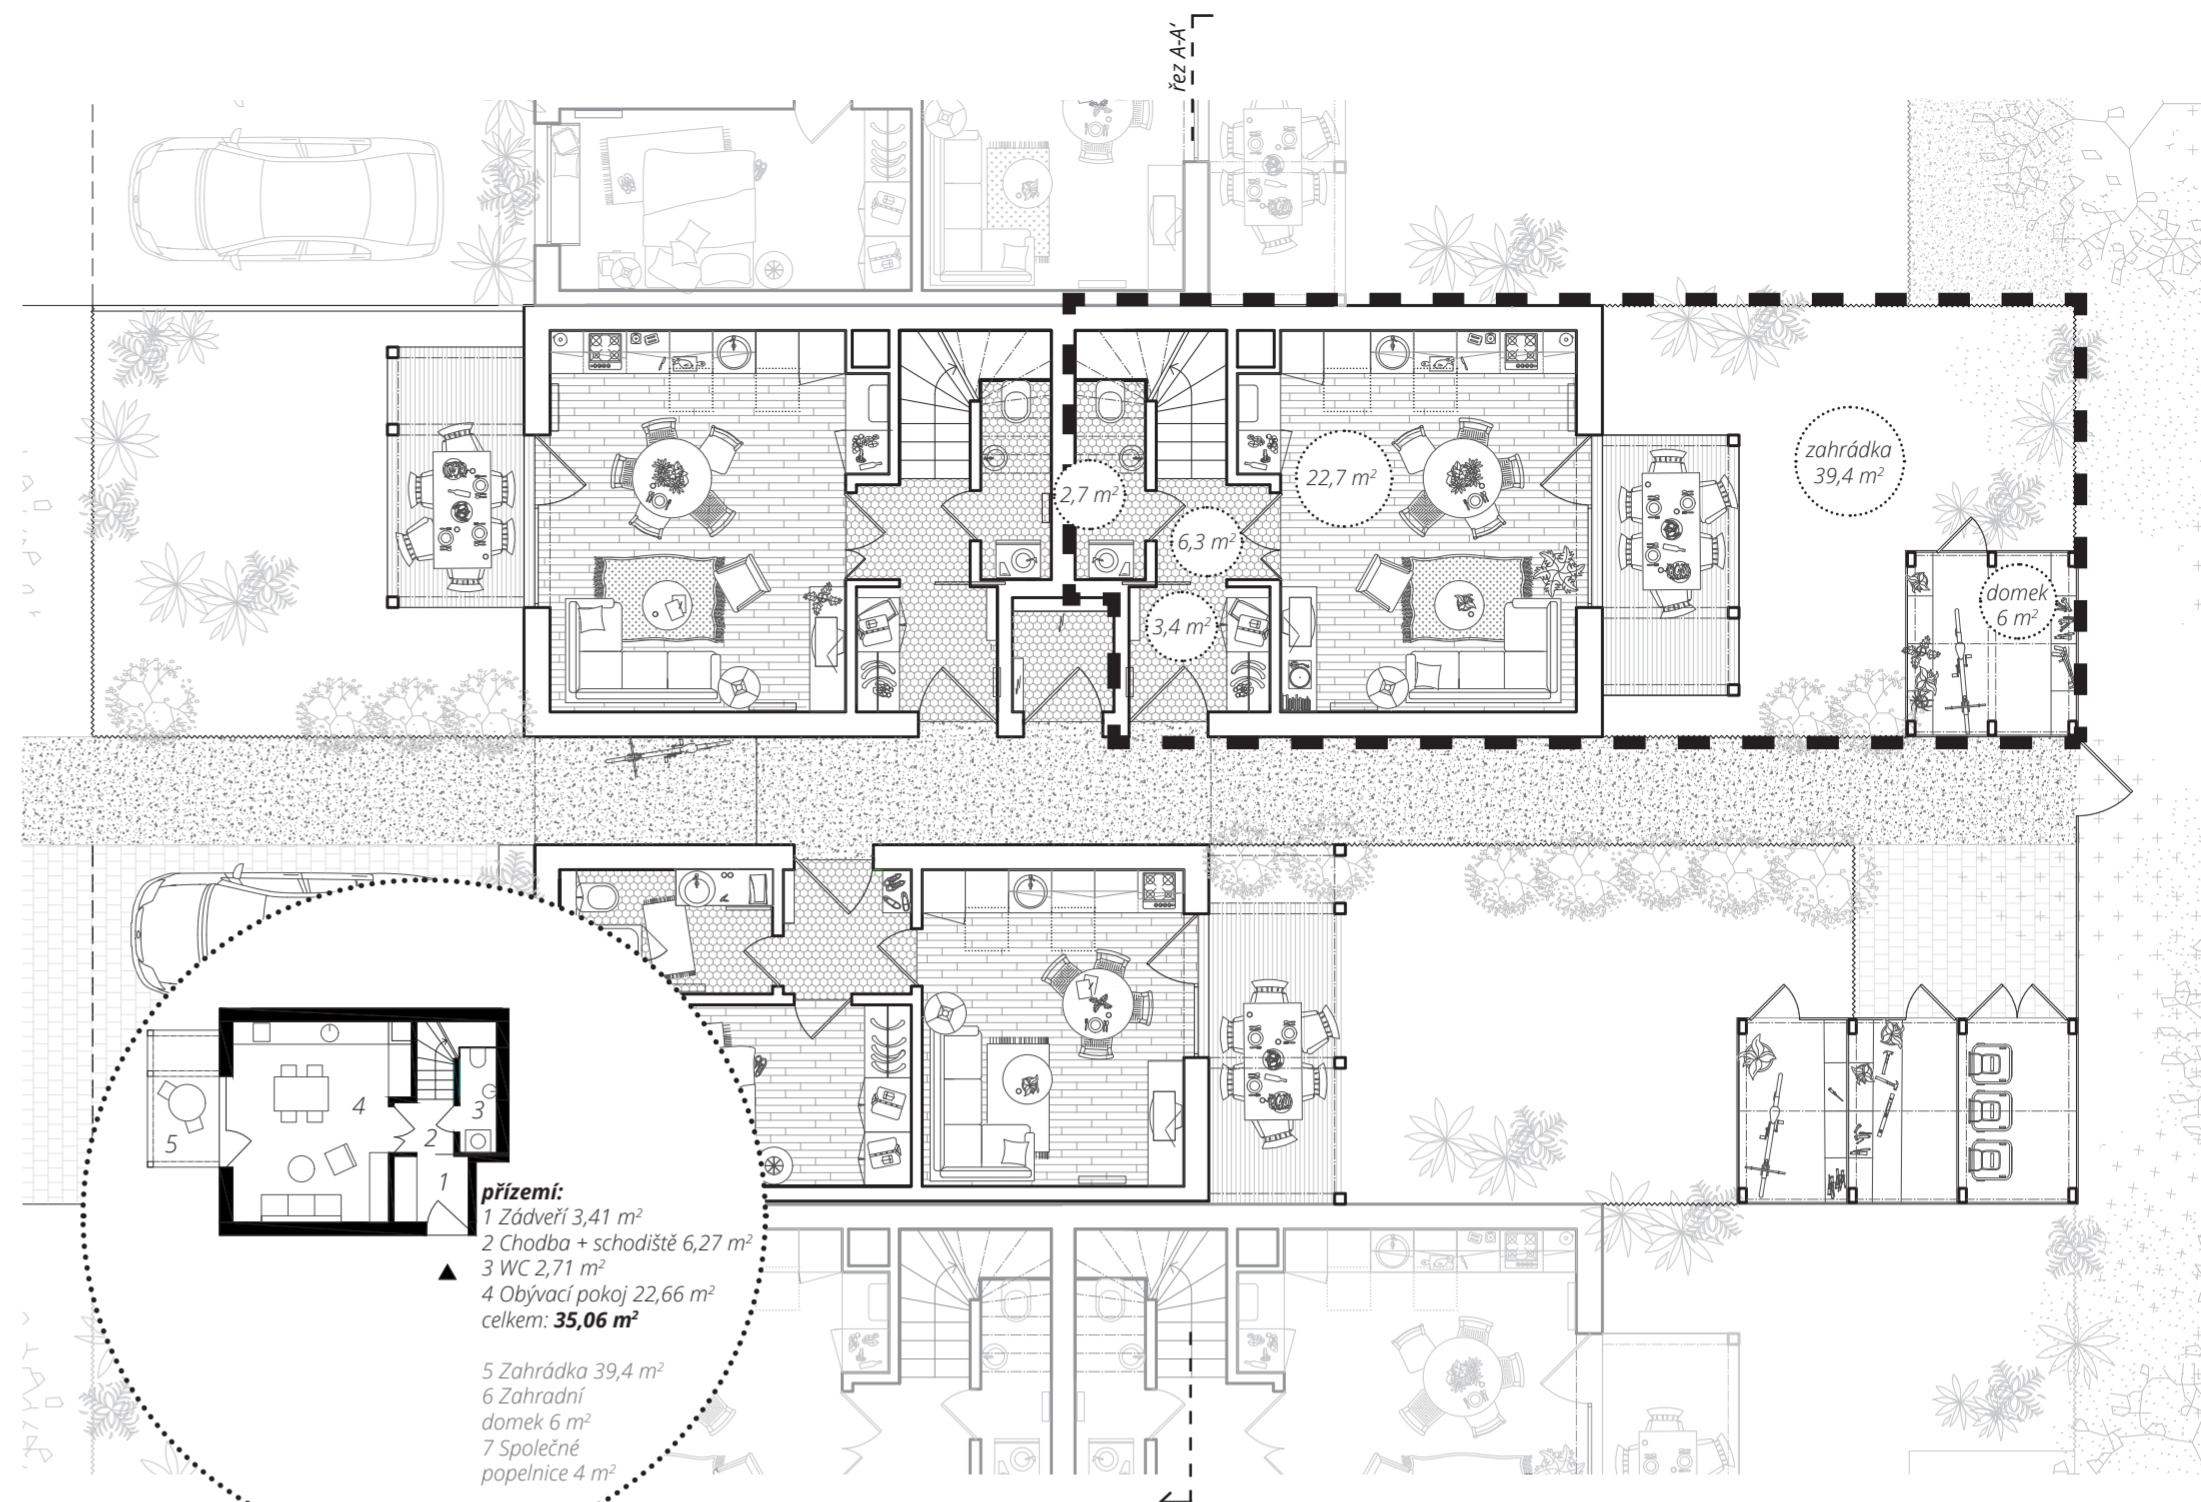 řez A-A'
zahrádka
39,4 m²
22,7 m²
2,7 m²
6,3 m²
3,4 m²
domek
6 m²
4
3
5
2
1
přízemí:
1 Zádveří 3,41 m²
2 Chodba + schodiště 6,27 m²
3 WC 2,71 m²
4 Obývací pokoj 22,66 m²
celkem: 35,06 m²
5 Zahrádka 39,4 m²
6 Zahradní
domek 6 m²
7 Společné
popelnice 4 m²